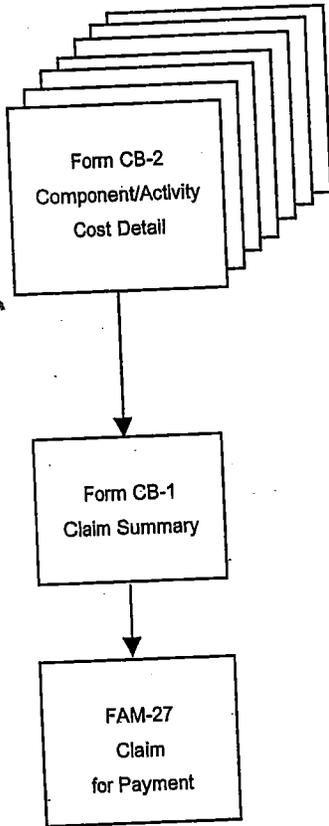 Form CB-2
Component/Activity
Cost Detail
Form CB-1
Claim Summary
FAM-27
Claim
for Payment